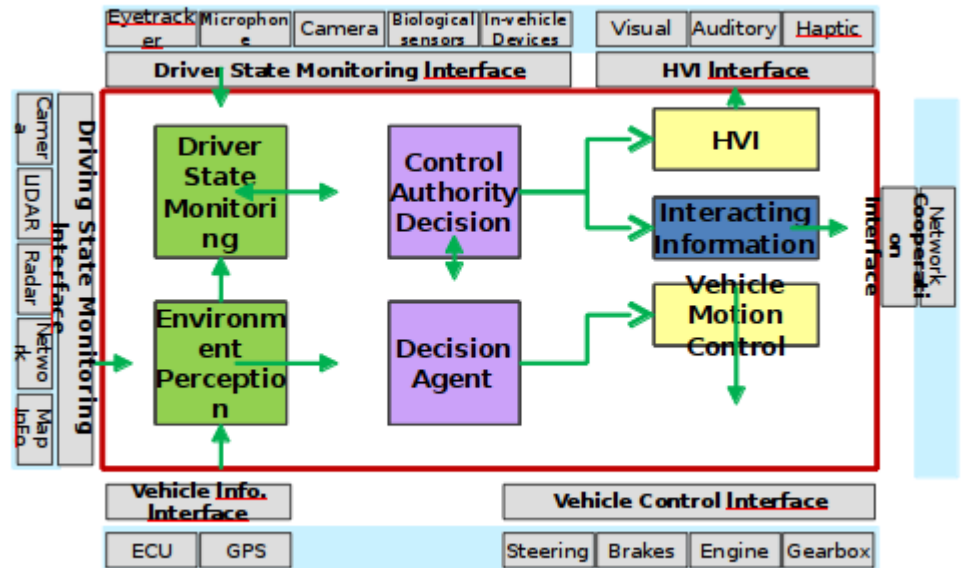 Eyetrack
er
Microphon
e
Camera
Biological
sensors
In-vehicle
Devices
Visual
Auditory
Haptic
Driver State Monitoring Interface
HVI Interface
Camer
a
LIDAR
Radar
Netwo
rk
Map
Info
Driving State Monitoring
Interface
Driver
State
Monitori
ng
Control
Authority
Decision
HVI
Interacting
Information
Environm
ent
Perceptio
n
Decision
Agent
Vehicle
Motion
Control
Network
Cooperati
on
Interface
Vehicle Info.
Interface
Vehicle Control Interface
ECU
GPS
Steering
Brakes
Engine
Gearbox